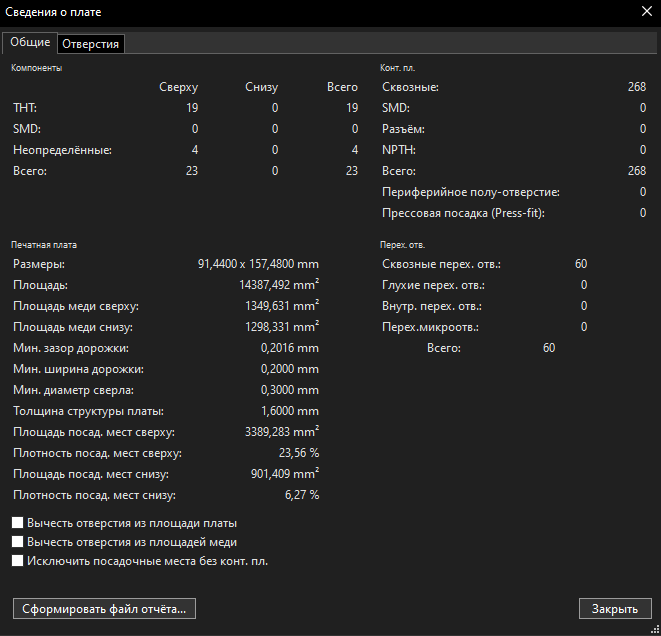 Сведения о плате
Общие Отверстия
Компоненты
Сверху Снизу Всего
THT: 19 0 19
SMD: 0 0 0
Неопределённые: 4 0 4
Всего: 23 0 23
Конт. пл.
Сквозные: 268
SMD: 0
Разъём: 0
NPTH: 0
Всего: 268
Периферийное полу-отверстие: 0
Прессовая посадка (Press-fit): 0
Печатная плата
Размеры: 91,4400 x 157,4800 mm
Площадь: 14387,492 mm²
Площадь меди сверху: 1349,631 mm²
Площадь меди снизу: 1298,331 mm²
Мин. зазор дорожки: 0,2016 mm
Мин. ширина дорожки: 0,2000 mm
Мин. диаметр сверла: 0,3000 mm
Толщина структуры платы: 1,6000 mm
Площадь посад. мест сверху: 3389,283 mm²
Плотность посад. мест сверху: 23,56 %
Площадь посад. мест снизу: 901,409 mm²
Плотность посад. мест снизу: 6,27 %
Перех. отв.
Сквозные перех. отв.: 60
Глухие перех. отв.: 0
Внутр. перех. отв.: 0
Перех.микроотв.: 0
Всего: 60
Вычесть отверстия из площади платы
Вычесть отверстия из площадей меди
Исключить посадочные места без конт. пл.
Сформировать файл отчёта... Закрыть